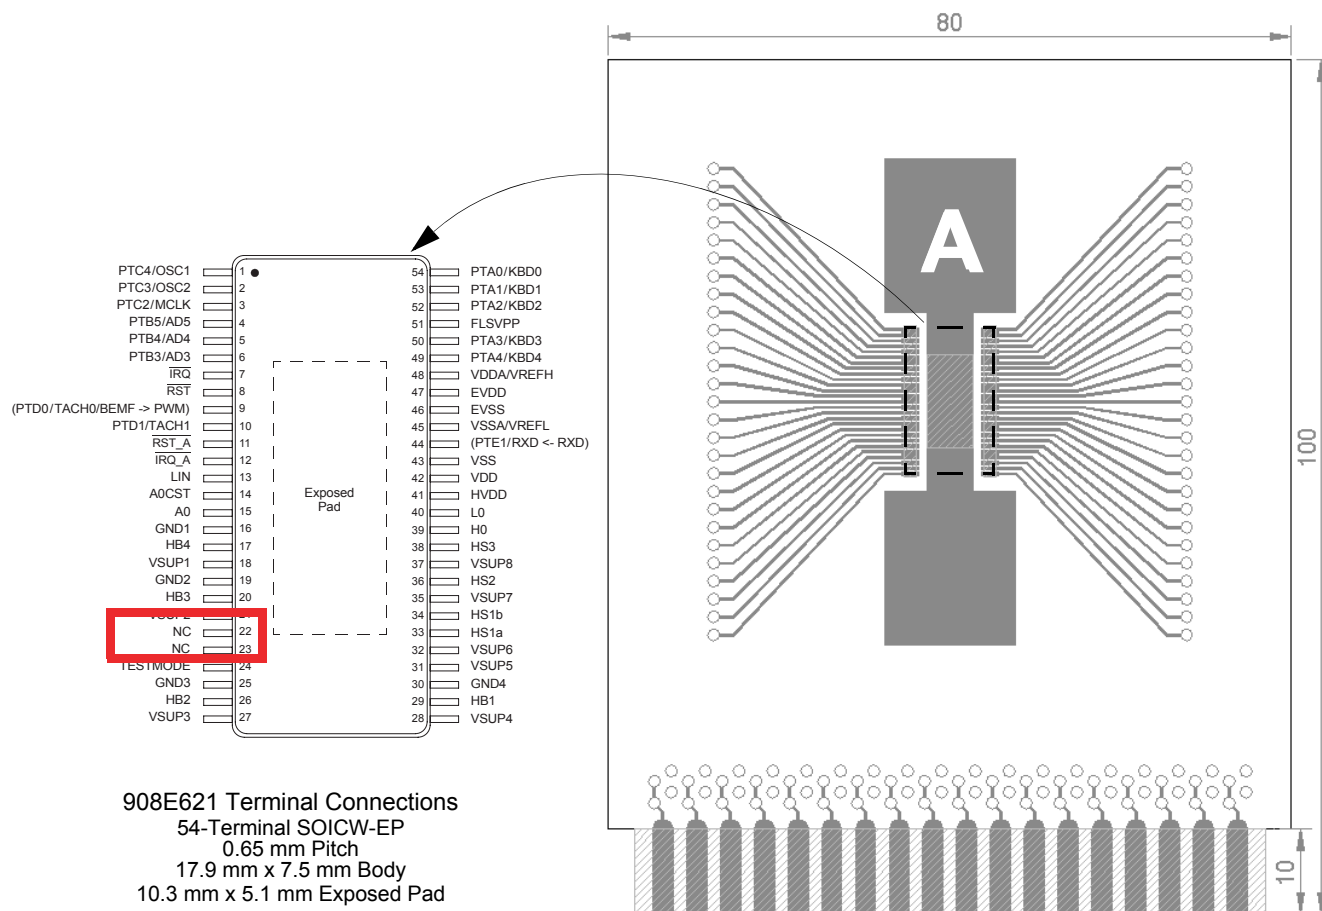 80
A
100
10
PTC4/OSC1 1
PTC3/OSC2 2
PTC2/MCLK 3
PTB5/AD5 4
PTB4/AD4 5
PTB3/AD3 6
IRQ 7
RST 8
(PTD0/TACH0/BEMF -> PWM) 9
PTD1/TACH1 10
RST_A 11
IRQ_A 12
LIN 13
A0CST 14
A0 15
GND1 16
HB4 17
VSUP1 18
GND2 19
HB3 20
VSUP2 21
NC 22
NC 23
TESTMODE 24
GND3 25
HB2 26
VSUP3 27
Exposed
Pad
54 PTA0/KBD0
53 PTA1/KBD1
52 PTA2/KBD2
51 FLSVPP
50 PTA3/KBD3
49 PTA4/KBD4
48 VDDA/VREFH
47 EVDD
46 EVSS
45 VSSA/VREFL
44 (PTE1/RXD <- RXD)
43 VSS
42 VDD
41 HVDD
40 L0
39 H0
38 HS3
37 VSUP8
36 HS2
35 VSUP7
34 HS1b
33 HS1a
32 VSUP6
31 VSUP5
30 GND4
29 HB1
28 VSUP4
908E621 Terminal Connections
54-Terminal SOICW-EP
0.65 mm Pitch
17.9 mm x 7.5 mm Body
10.3 mm x 5.1 mm Exposed Pad